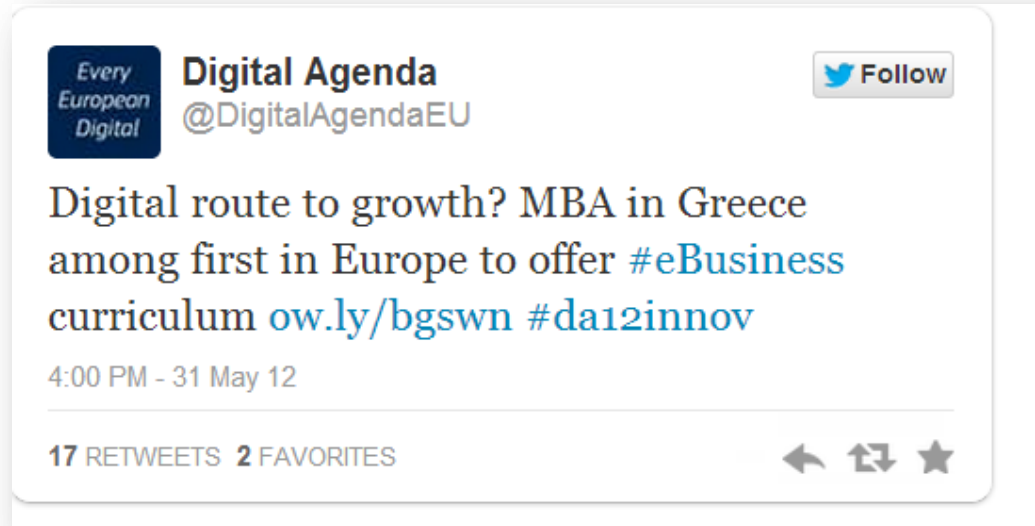 Every
European
Digital
Digital Agenda
@DigitalAgendaEU
Follow
Digital route to growth? MBA in Greece
among first in Europe to offer #eBusiness
curriculum ow.ly/bgswn #da12innov
4:00 PM - 31 May 12
17 RETWEETS 2 FAVORITES